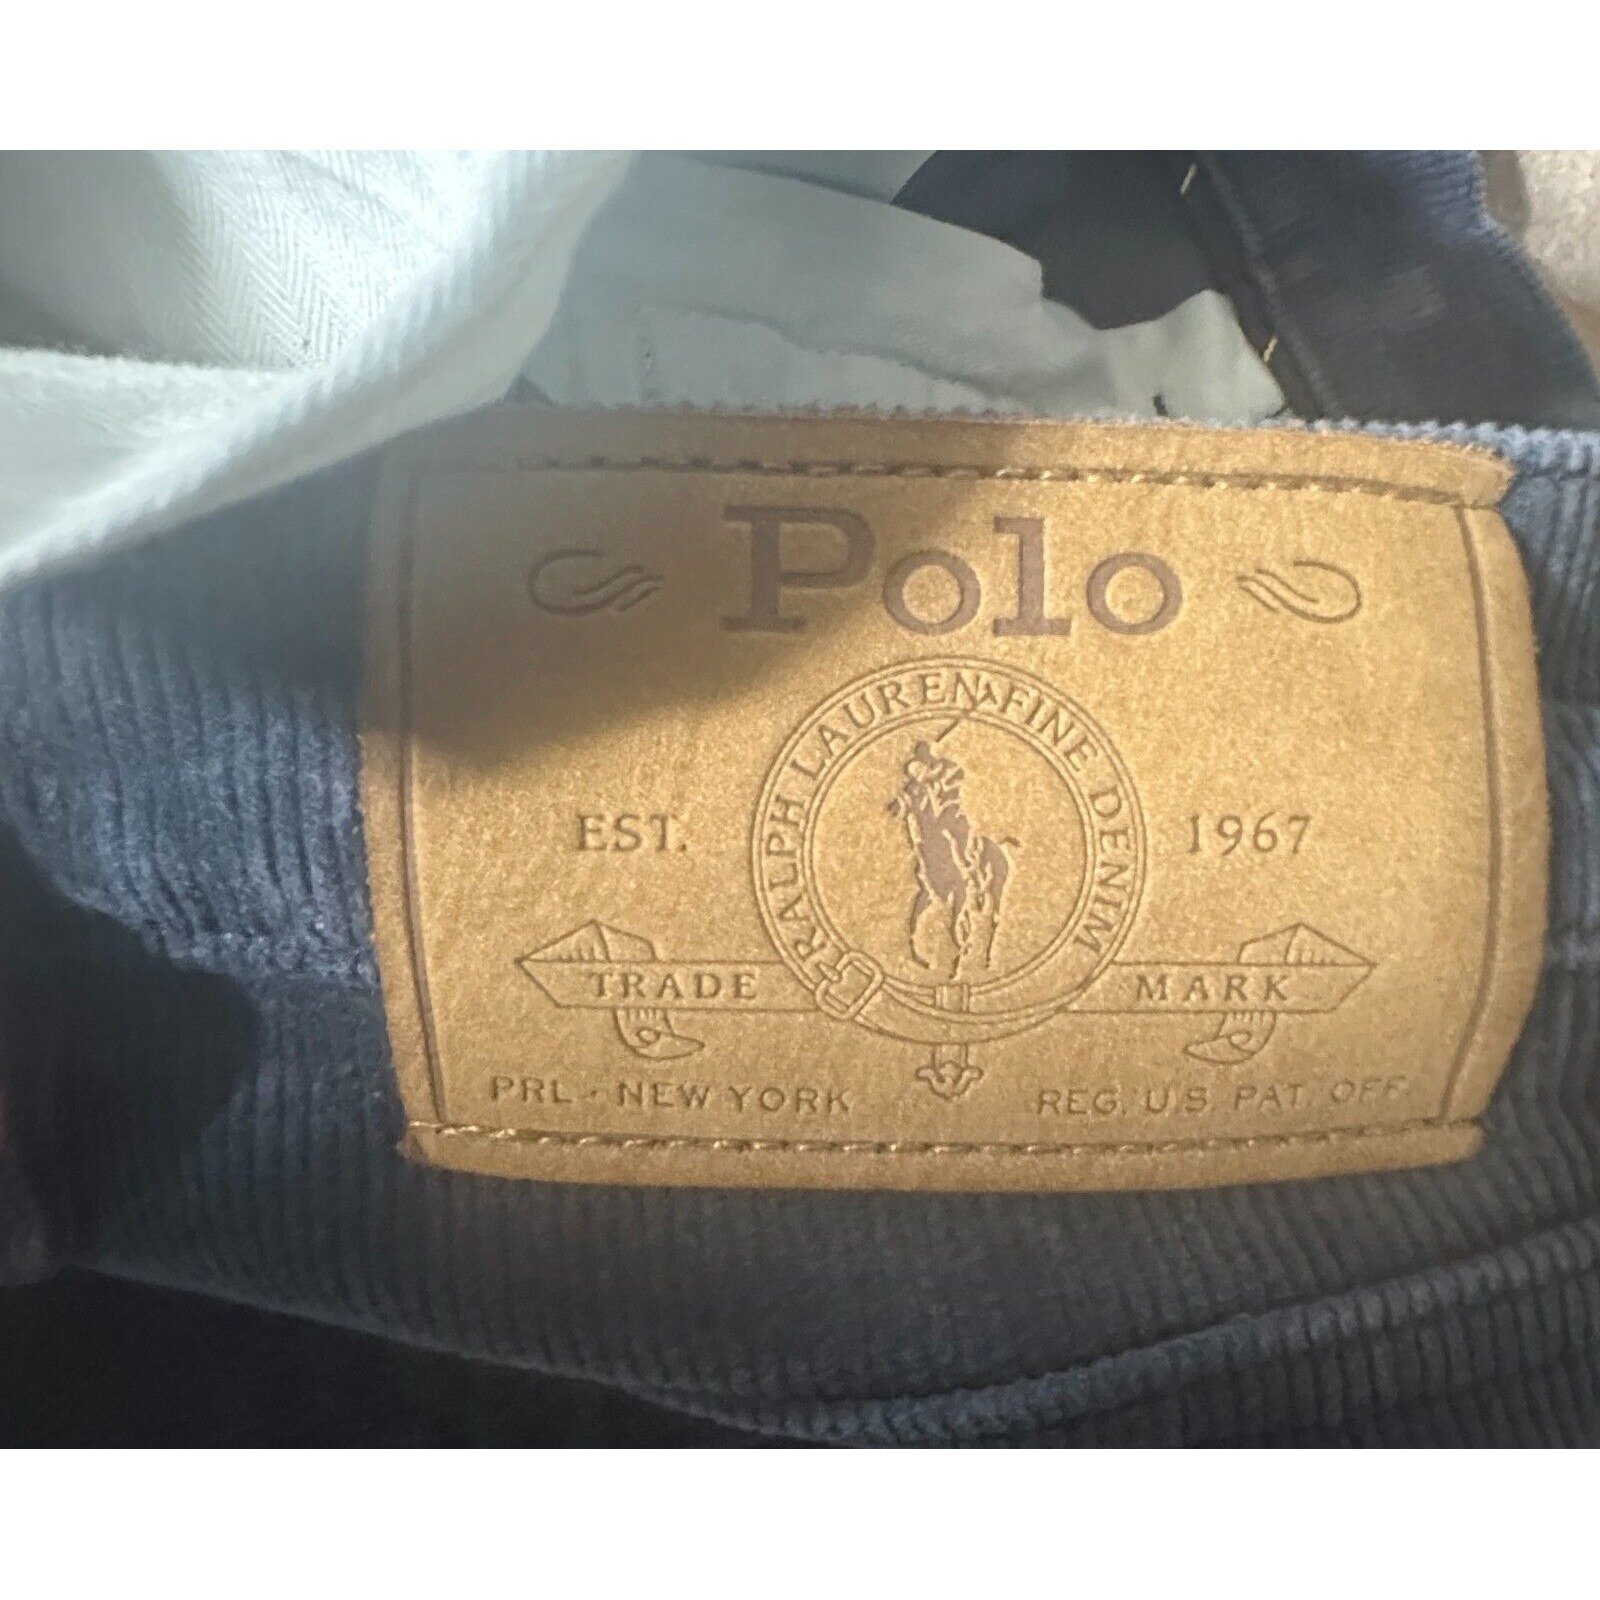 Polo
RALPH LAUREN FINE DENIM
EST. 1967
TRADE MARK
PRL - NEW YORK REG. U.S. PAT. OFF.